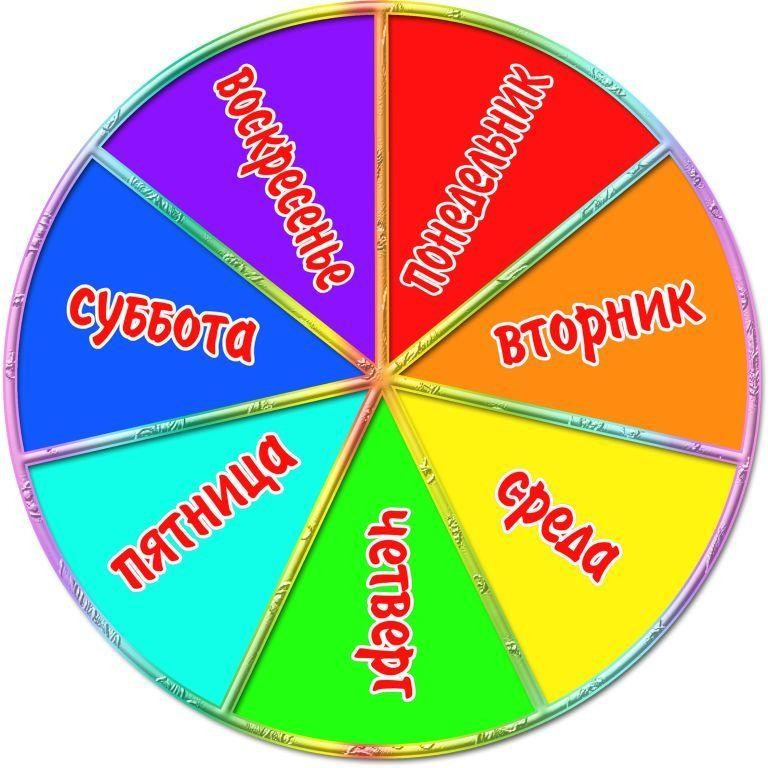 понедельник
вторник
среда
четверг
пятница
суббота
воскресенье